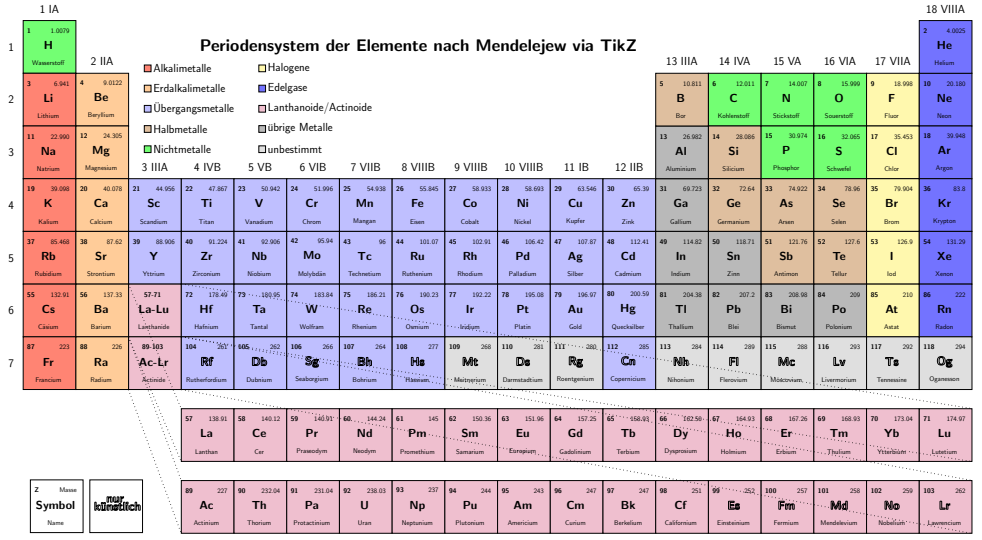 1 IA 18 VIIIA
Periodensystem der Elemente nach Mendelejew via TikZ
1 1.0079 2 4.0025
1 H He
Wasserstoff Helium
2 IIA 13 IIIA 14 IVA 15 VA 16 VIA 17 VIIA
Alkalimetalle Halogene
Erdalkalimetalle Edelgase
Übergangsmetalle Lanthanoide/Actinoide
Halbmetalle übrige Metalle
Nichtmetalle unbestimmt
3 6.941 4 9.0122 5 10.811 6 12.011 7 14.007 8 15.999 9 18.998 10 20.180
2 Li Be B C N O F Ne
Lithium Beryllium Bor Kohlenstoff Stickstoff Sauerstoff Fluor Neon
11 22.990 12 24.305 13 26.982 14 28.086 15 30.974 16 32.065 17 35.453 18 39.948
3 Na Mg Al Si P S Cl Ar
Natrium Magnesium Aluminium Silicium Phosphor Schwefel Chlor Argon
3 IIIA 4 IVB 5 VB 6 VIB 7 VIIB 8 VIIIB 9 VIIIB 10 VIIIB 11 IB 12 IIB
19 39.098 20 40.078 21 44.956 22 47.867 23 50.942 24 51.996 25 54.938 26 55.845 27 58.933 28 58.693 29 63.546 30 65.39 31 69.723 32 72.64 33 74.922 34 78.96 35 79.904 36 83.8
4 K Ca Sc Ti V Cr Mn Fe Co Ni Cu Zn Ga Ge As Se Br Kr
Kalium Calcium Scandium Titan Vanadium Chrom Mangan Eisen Cobalt Nickel Kupfer Zink Gallium Germanium Arsen Selen Brom Krypton
37 85.468 38 87.62 39 88.906 40 91.224 41 92.906 42 95.94 43 96 44 101.07 45 102.91 46 106.42 47 107.87 48 112.41 49 114.82 50 118.71 51 121.76 52 127.6 53 126.9 54 131.29
5 Rb Sr Y Zr Nb Mo Tc Ru Rh Pd Ag Cd In Sn Sb Te I Xe
Rubidium Strontium Yttrium Zirconium Niobium Molybdän Technetium Ruthenium Rhodium Palladium Silber Cadmium Indium Zinn Antimon Tellur Iod Xenon
55 132.91 56 137.33 57-71 72 178.49 73 180.95 74 183.84 75 186.21 76 190.23 77 192.22 78 195.08 79 196.97 80 200.59 81 204.38 82 207.2 83 208.98 84 209 85 210 86 222
6 Cs Ba La-Lu Hf Ta W Re Os Ir Pt Au Hg Tl Pb Bi Po At Rn
Cäsium Barium Lanthanide Hafnium Tantal Wolfram Rhenium Osmium Iridium Platin Gold Quecksilber Thallium Blei Bismut Polonium Astat Radon
87 223 88 226 89-103 104 261 105 262 106 266 107 264 108 277 109 268 110 281 111 280 112 285 113 284 114 289 115 288 116 293 117 294 118 294
7 Fr Ra Ac-Lr Rf Db Sg Bh Hs Mt Ds Rg Cn Nh Fl Mc Lv Ts Og
Francium Radium Actinide Rutherfordium Dubnium Seaborgium Bohrium Hassium Meitnerium Darmstadtium Roentgenium Copernicium Nihonium Flerovium Moscovium Livermorium Tennessine Oganesson
57 138.91 58 140.12 59 140.91 60 144.24 61 145 62 150.36 63 151.96 64 157.25 65 158.93 66 162.50 67 164.93 68 167.26 69 168.93 70 173.04 71 174.97
La Ce Pr Nd Pm Sm Eu Gd Tb Dy Ho Er Tm Yb Lu
Lanthan Cer Praseodym Neodym Promethium Samarium Europium Gadolinium Terbium Dysprosium Holmium Erbium Thulium Ytterbium Lutetium
Z Masse
Symbol
Name
nur
künstlich
89 227 90 232.04 91 231.04 92 238.03 93 237 94 244 95 243 96 247 97 247 98 251 99 252 100 257 101 258 102 259 103 262
Ac Th Pa U Np Pu Am Cm Bk Cf Es Fm Md No Lr
Actinium Thorium Protactinium Uran Neptunium Plutonium Americium Curium Berkelium Californium Einsteinium Fermium Mendelevium Nobelium Lawrencium